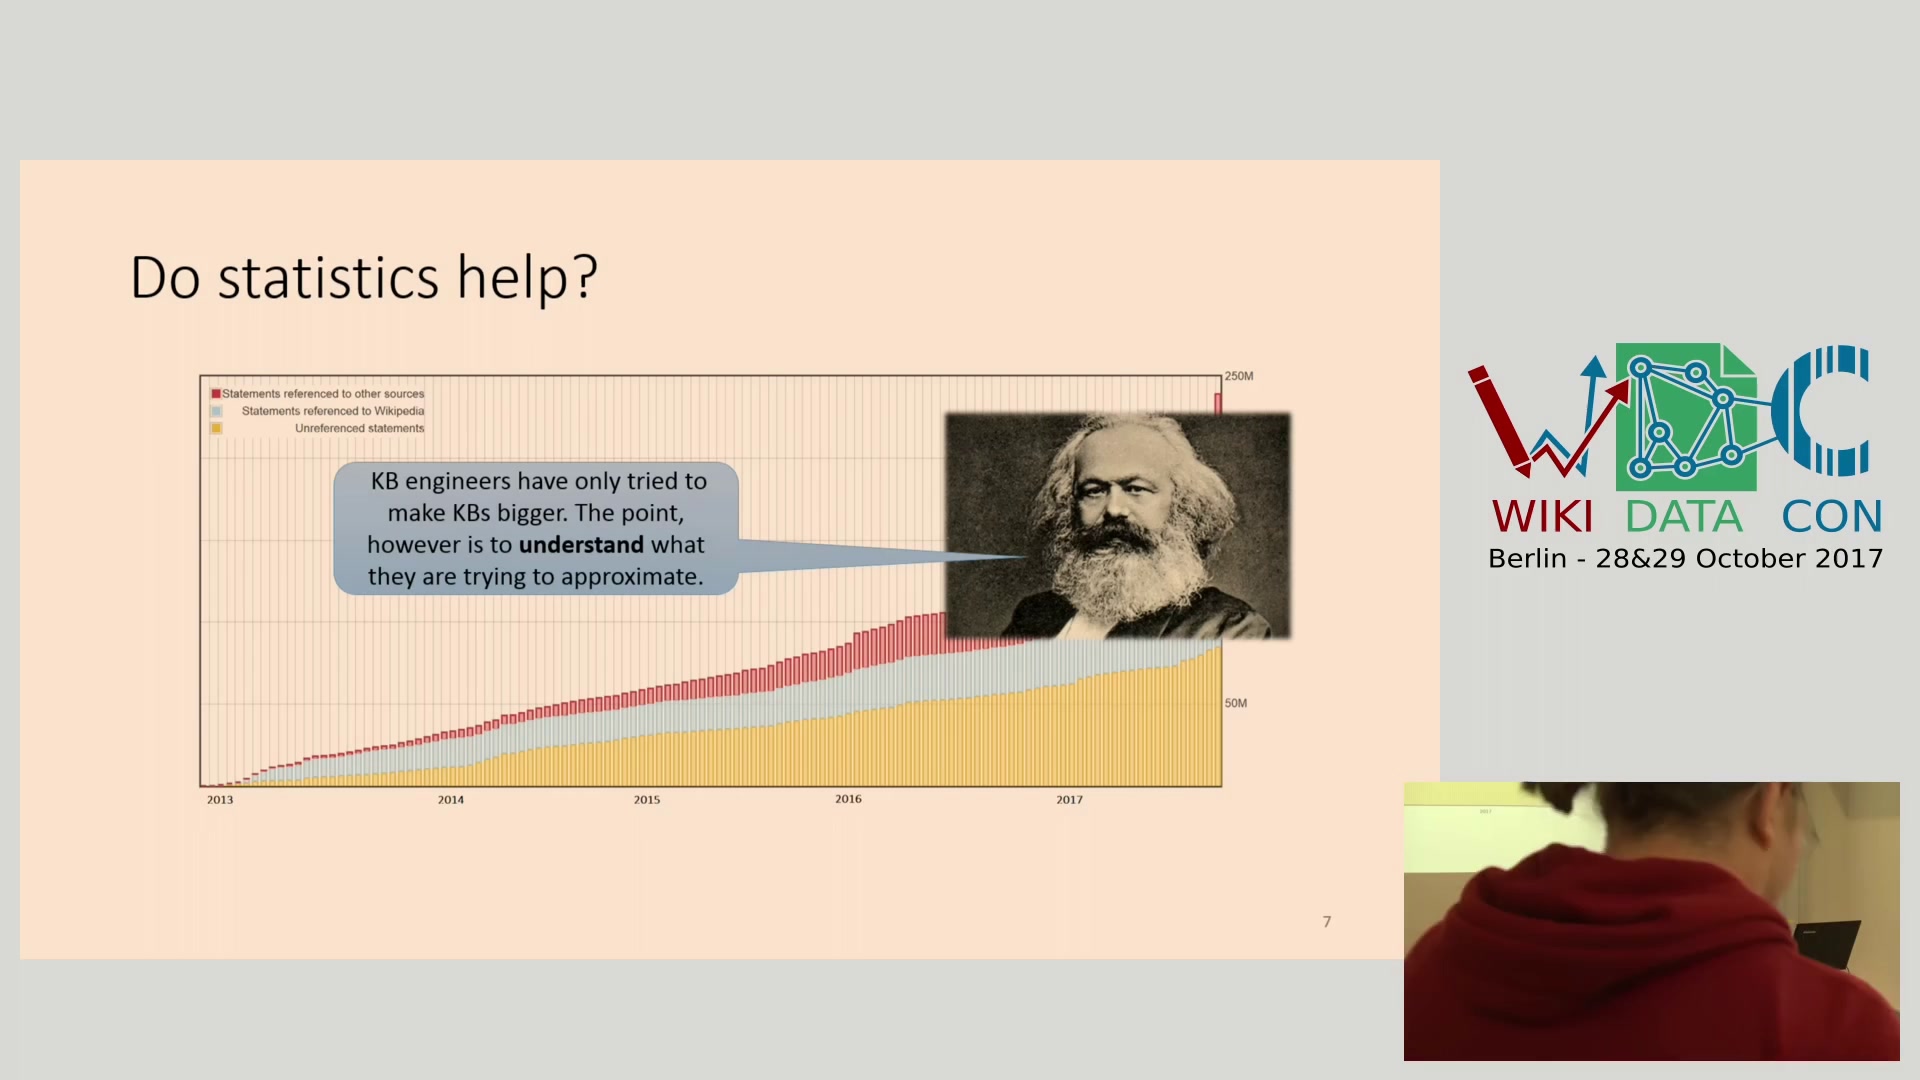 Do statistics help?
250M
Statements referenced to other sources
Statements referenced to Wikipedia
Unreferenced statements
KB engineers have only tried to
make KBs bigger. The point,
however is to understand what
they are trying to approximate.
50M
2013 2014 2015 2016 2017
7
WIKI DATA CON
Berlin - 28&29 October 2017
2017